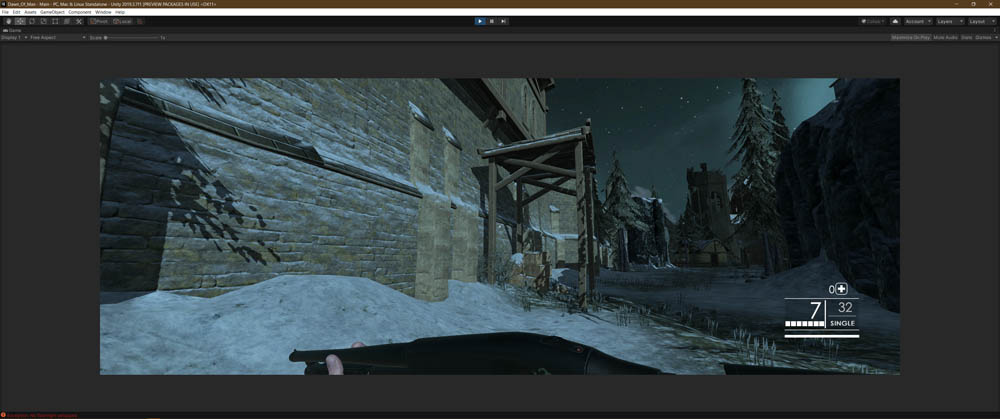 Dawn_Of_Man - Main - PC, Mac & Linux Standalone - Unity 2019.3.7f1 [PREVIEW PACKAGES IN USE] <DX11>
File Edit Assets GameObject Component Window Help
Pivot Local Collab Account Layers Layout
Game
Display 1 Free Aspect Scale 1x Maximize On Play Mute Audio Stats Gizmos
0
7 32
SINGLE